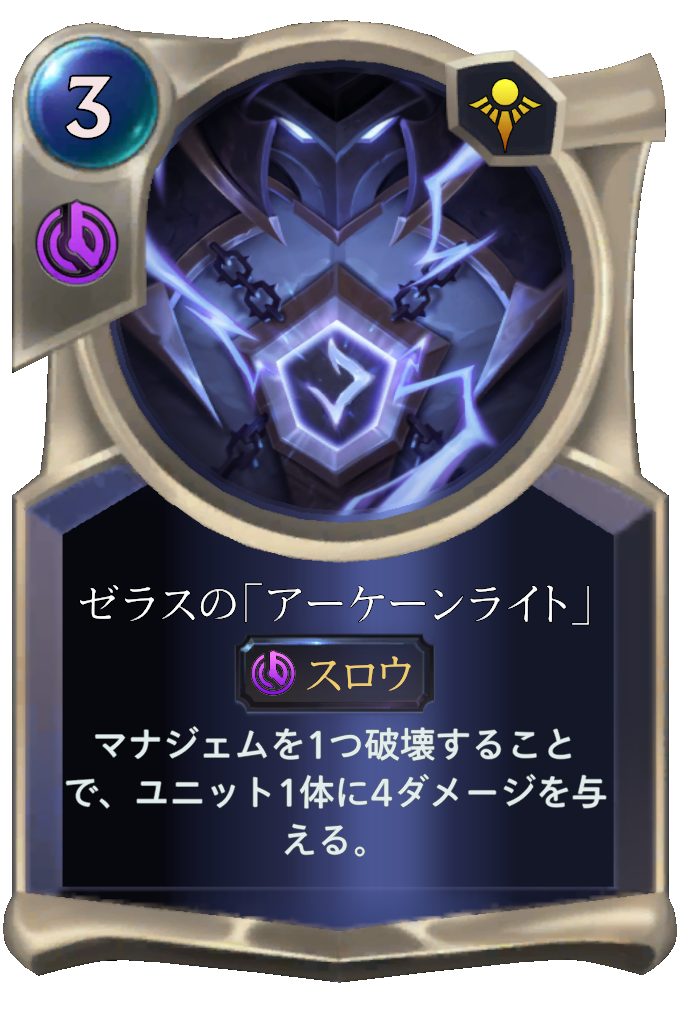 3
ゼラスの「アーケーンライト」
スロウ
マナジェムを1つ破壊すること
で、ユニット1体に4ダメージを与
える。